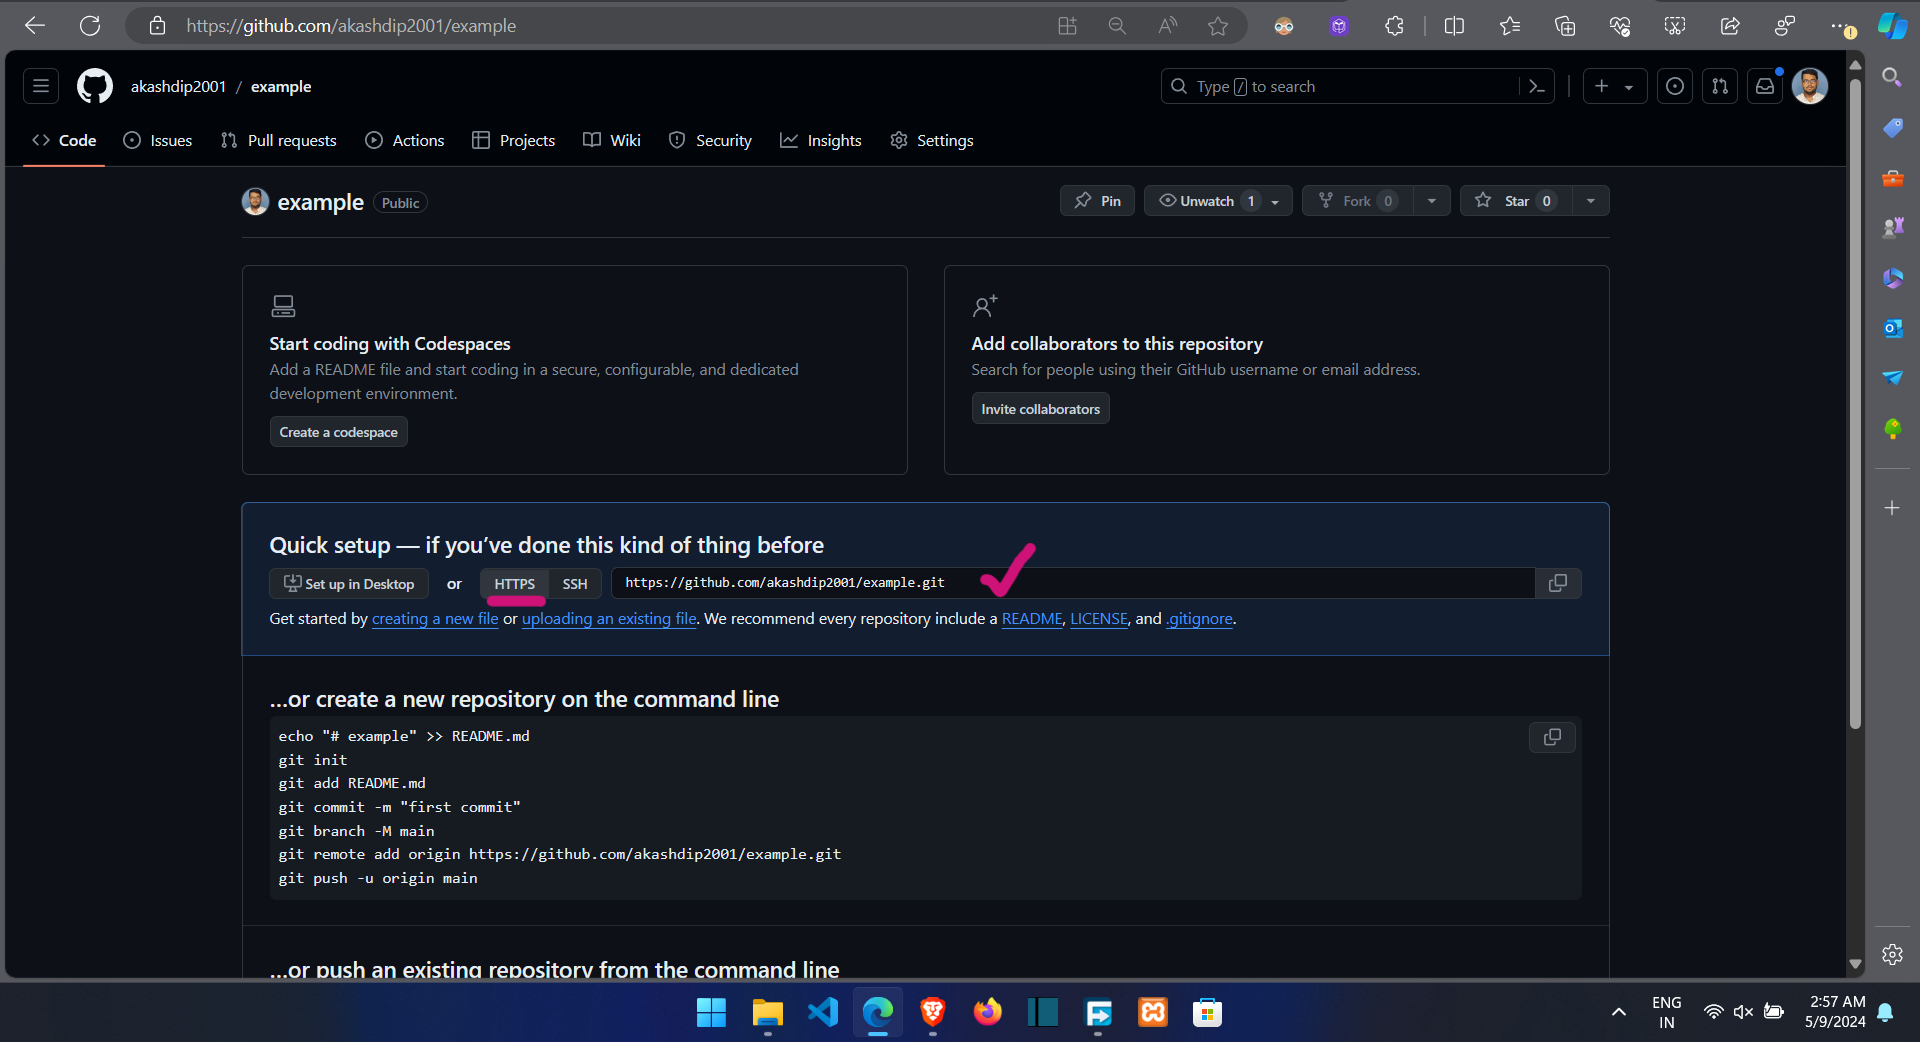 https://github.com/akashdip2001/example
akashdip2001 / example
Type / to search
Code Issues Pull requests Actions Projects Wiki Security Insights Settings
example Public
Pin Unwatch 1 Fork 0 Star 0
Start coding with Codespaces
Add a README file and start coding in a secure, configurable, and dedicated
development environment.
Create a codespace
Add collaborators to this repository
Search for people using their GitHub username or email address.
Invite collaborators
Quick setup — if you’ve done this kind of thing before
Set up in Desktop or HTTPS SSH https://github.com/akashdip2001/example.git
Get started by creating a new file or uploading an existing file. We recommend every repository include a README, LICENSE, and .gitignore.
…or create a new repository on the command line
echo "# example" >> README.md
git init
git add README.md
git commit -m "first commit"
git branch -M main
git remote add origin https://github.com/akashdip2001/example.git
git push -u origin main
…or push an existing repository from the command line
ENG
IN
2:57 AM
5/9/2024